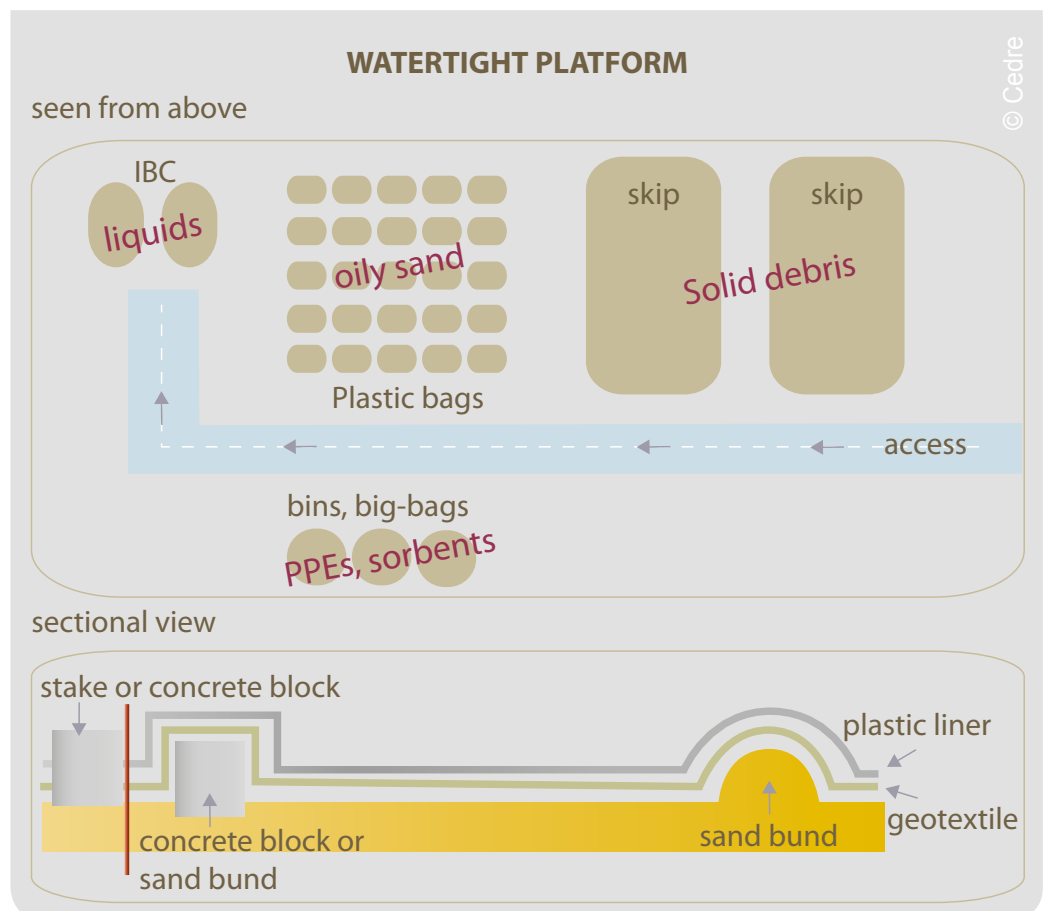 WATERTIGHT PLATFORM
© Cedre
seen from above
IBC
liquids
oily sand
Plastic bags
skip
skip
Solid debris
access
bins, big-bags
PPEs, sorbents
sectional view
stake or concrete block
plastic liner
geotextile
sand bund
concrete block or
sand bund